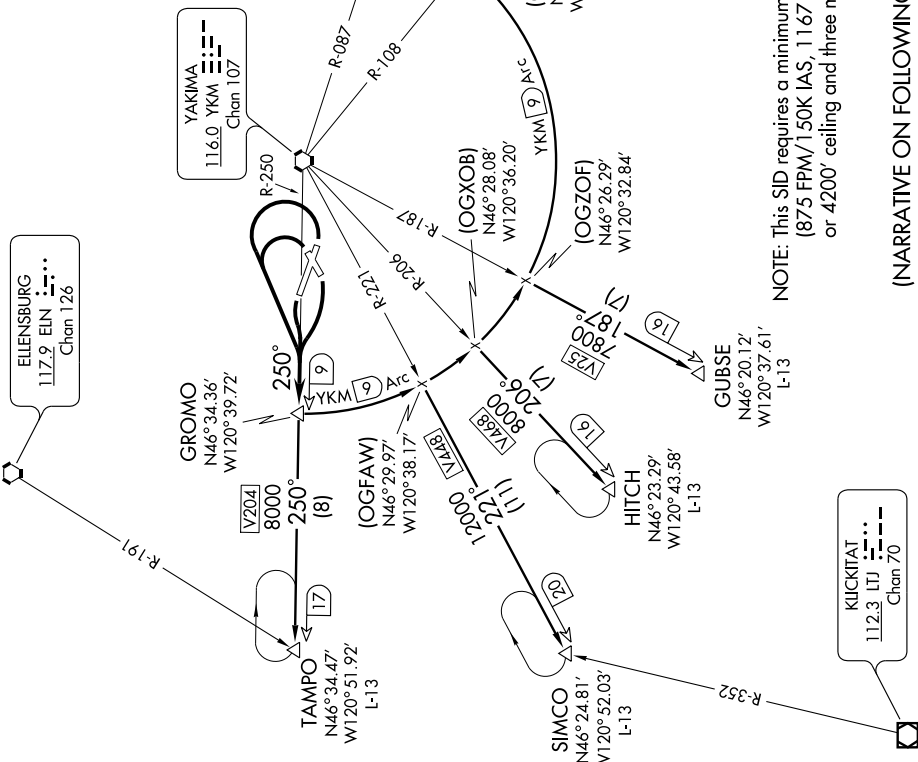 ELLENSBURG
117.9 ELN
Chan 126
YAKIMA
116.0 YKM
Chan 107
KLICKITAT
112.3 LTJ
Chan 70
R-087
R-108
R-250
R-187
R-206
R-221
R-191
R-352
GROMO
N46°34.36'
W120°39.72'
250°
9
YKM 9 Arc
YKM 9 Arc
V204
8000
250°
(8)
17
TAMPO
N46°34.47'
W120°51.92'
L-13
(OGFAW)
N46°29.97'
W120°38.17'
V448
12000
221°
(11)
20
SIMCO
N46°24.81'
W120°52.03'
L-13
(OGXOB)
N46°28.08'
W120°36.20'
V468
8000
206°
(7)
16
HITCH
N46°23.29'
W120°43.58'
L-13
(OGZOF)
N46°26.29'
W120°32.84'
V25
7800
187°
(7)
16
GUBSE
N46°20.12'
W120°37.61'
L-13
NOTE: This SID requires a minimum
(875 FPM/150K IAS, 1167
or 4200' ceiling and three
(NARRATIVE ON FOLLOWING